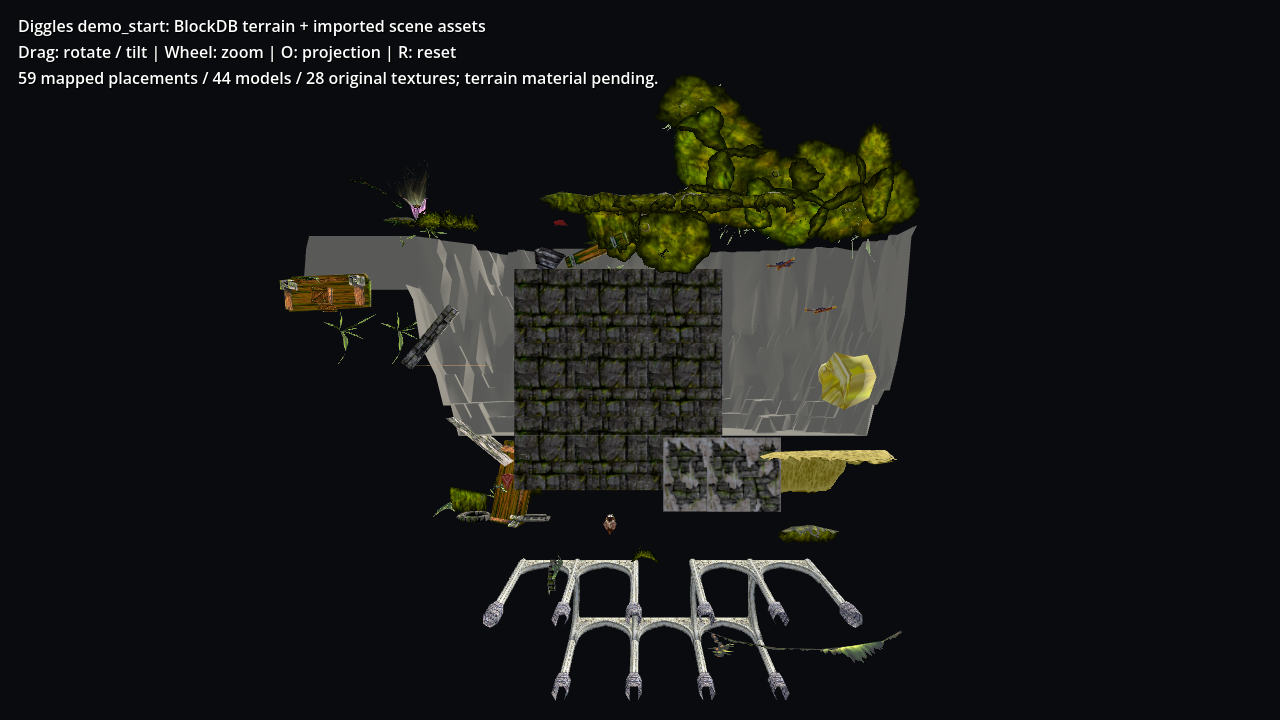 Diggles demo_start: BlockDB terrain + imported scene assets
Drag: rotate / tilt | Wheel: zoom | O: projection | R: reset
59 mapped placements / 44 models / 28 original textures; terrain material pending.